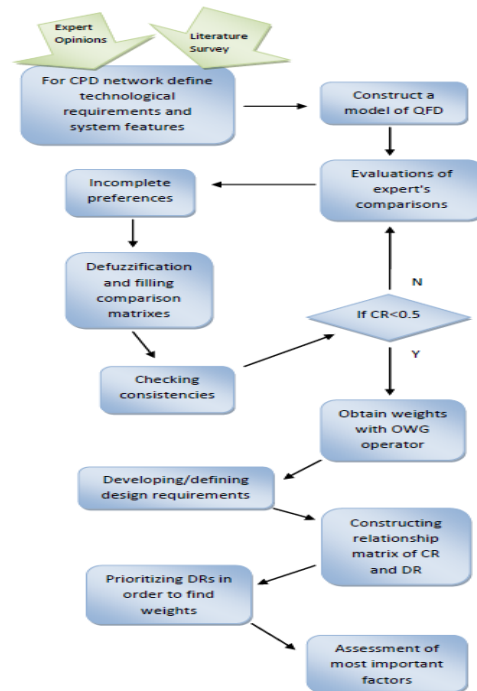 Expert
Opinions
Literature
Survey
For CPD network define
technological
requirements and
system features
Construct a
model of QFD
Evaluations of
expert's
comparisons
Incomplete
preferences
Defuzzification
and filling
comparison
matrixes
Checking
consistencies
N
If CR<0.5
Y
Obtain weights
with OWG
operator
Developing/defining
design requirements
Constructing
relationship
matrix of CR
and DR
Prioritizing DRs in
order to find
weights
Assessment of
most important
factors